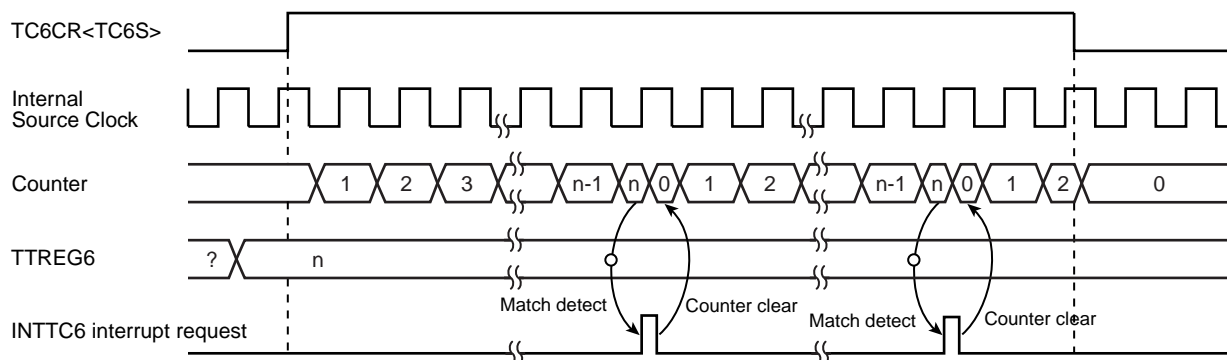 TC6CR<TC6S>
Internal
Source Clock
Counter
1 2 3 n-1 n 0 1 2 n-1 n 0 1 2 0
TTREG6
? n
Match detect Counter clear Match detect Counter clear
INTTC6 interrupt request